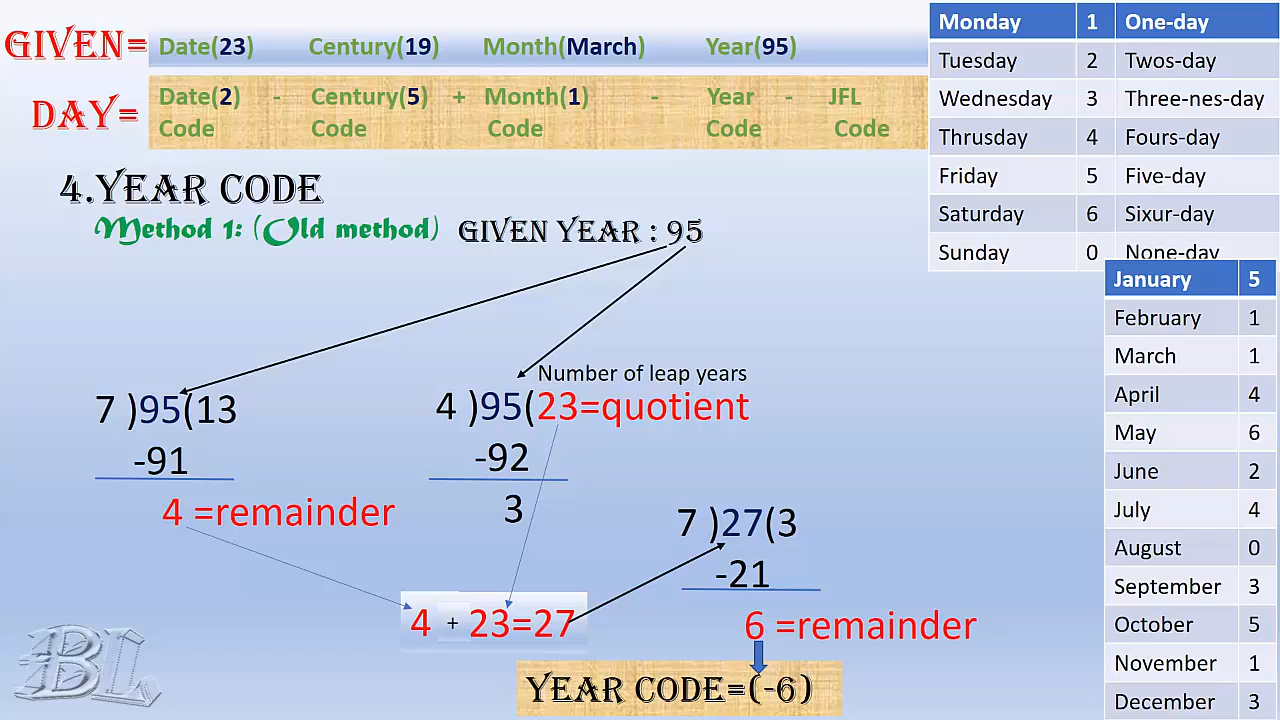 GIVEN= Date(23) Century(19) Month(March) Year(95)
DAY= Date(2) - Century(5) + Month(1) - Year - JFL
Code Code Code Code Code
4.YEAR CODE
Method 1: (Old method) GIVEN YEAR : 95
Number of leap years
7 )95(13
-91
4 =remainder
4 )95(23=quotient
-92
3
7 )27(3
-21
6 =remainder
4 + 23=27
YEAR CODE=(-6)
BL
Monday 1 One-day
Tuesday 2 Twos-day
Wednesday 3 Three-nes-day
Thrusday 4 Fours-day
Friday 5 Five-day
Saturday 6 Sixur-day
Sunday 0 None-day
January 5
February 1
March 1
April 4
May 6
June 2
July 4
August 0
September 3
October 5
November 1
December 3